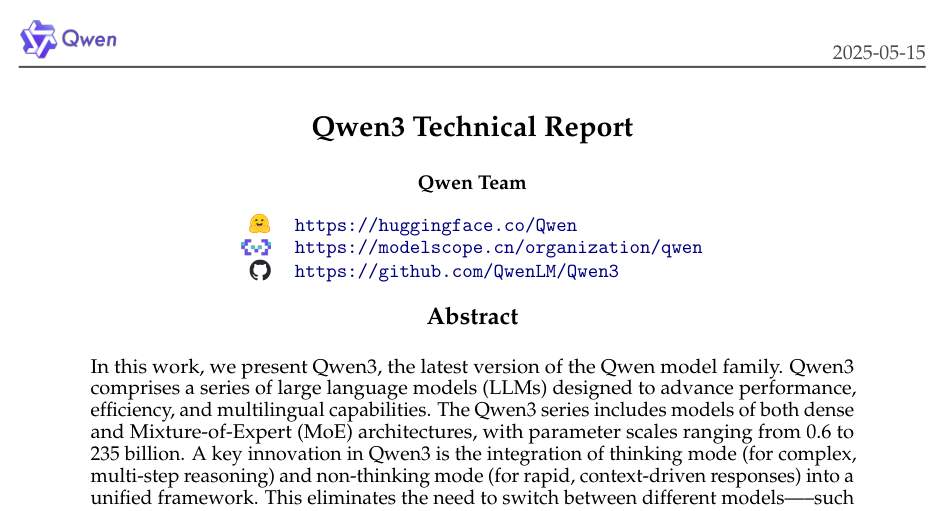 Qwen
2025-05-15
Qwen3 Technical Report
Qwen Team
https://huggingface.co/Qwen
https://modelscope.cn/organization/qwen
https://github.com/QwenLM/Qwen3
Abstract
In this work, we present Qwen3, the latest version of the Qwen model family. Qwen3
comprises a series of large language models (LLMs) designed to advance performance,
efficiency, and multilingual capabilities. The Qwen3 series includes models of both dense
and Mixture-of-Expert (MoE) architectures, with parameter scales ranging from 0.6 to
235 billion. A key innovation in Qwen3 is the integration of thinking mode (for complex,
multi-step reasoning) and non-thinking mode (for rapid, context-driven responses) into a
unified framework. This eliminates the need to switch between different models——such